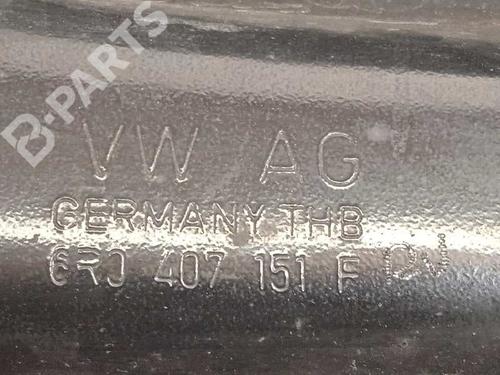 B-PARTS
VW AG
GERMANY THB
6R0 407 151 F